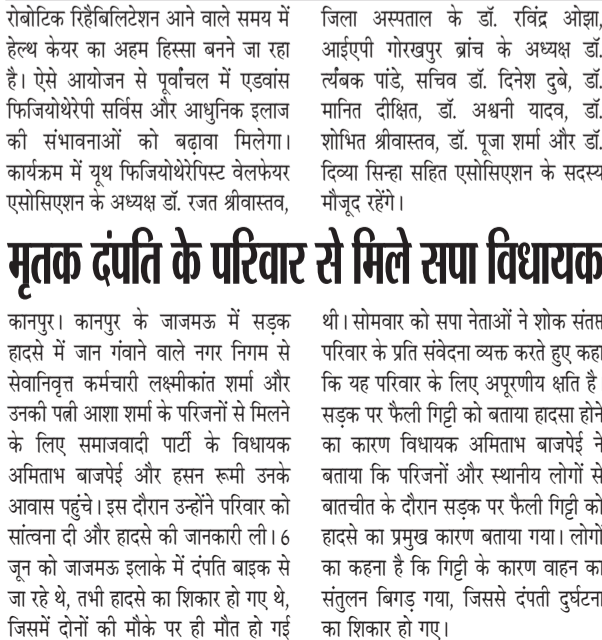 रोबोटिक रिहैबिलिटेशन आने वाले समय में
हेल्थ केयर का अहम हिस्सा बनने जा रहा
है। ऐसे आयोजन से पूर्वांचल में एडवांस
फिजियोथेरेपी सर्विस और आधुनिक इलाज
की संभावनाओं को बढ़ावा मिलेगा।
कार्यक्रम में यूथ फिजियोथेरेपिस्ट वेलफेयर
एसोसिएशन के अध्यक्ष डॉ. रजत श्रीवास्तव,
जिला अस्पताल के डॉ. रविंद्र ओझा,
आईएपी गोरखपुर ब्रांच के अध्यक्ष डॉ.
त्र्यंबक पांडे, सचिव डॉ. दिनेश दुबे, डॉ.
मानित दीक्षित, डॉ. अश्वनी यादव, डॉ.
शोभित श्रीवास्तव, डॉ. पूजा शर्मा और डॉ.
दिव्या सिन्हा सहित एसोसिएशन के सदस्य
मौजूद रहेंगे।
मृतक दंपति के परिवार से मिले सपा विधायक
कानपुर। कानपुर के जाजमऊ में सड़क
हादसे में जान गंवाने वाले नगर निगम से
सेवानिवृत्त कर्मचारी लक्ष्मीकांत शर्मा और
उनकी पत्नी आशा शर्मा के परिजनों से मिलने
के लिए समाजवादी पार्टी के विधायक
अमिताभ बाजपेई और हसन रूमी उनके
आवास पहुंचे। इस दौरान उन्होंने परिवार को
सांत्वना दी और हादसे की जानकारी ली। 6
जून को जाजमऊ इलाके में दंपति बाइक से
जा रहे थे, तभी हादसे का शिकार हो गए थे,
जिसमें दोनों की मौके पर ही मौत हो गई
थी। सोमवार को सपा नेताओं ने शोक संतप्त
परिवार के प्रति संवेदना व्यक्त करते हुए कहा
कि यह परिवार के लिए अपूरणीय क्षति है
सड़क पर फैली गिट्टी को बताया हादसा होने
का कारण विधायक अमिताभ बाजपेई ने
बताया कि परिजनों और स्थानीय लोगों से
बातचीत के दौरान सड़क पर फैली गिट्टी को
हादसे का प्रमुख कारण बताया गया। लोगों
का कहना है कि गिट्टी के कारण वाहन का
संतुलन बिगड़ गया, जिससे दंपती दुर्घटना
का शिकार हो गए।